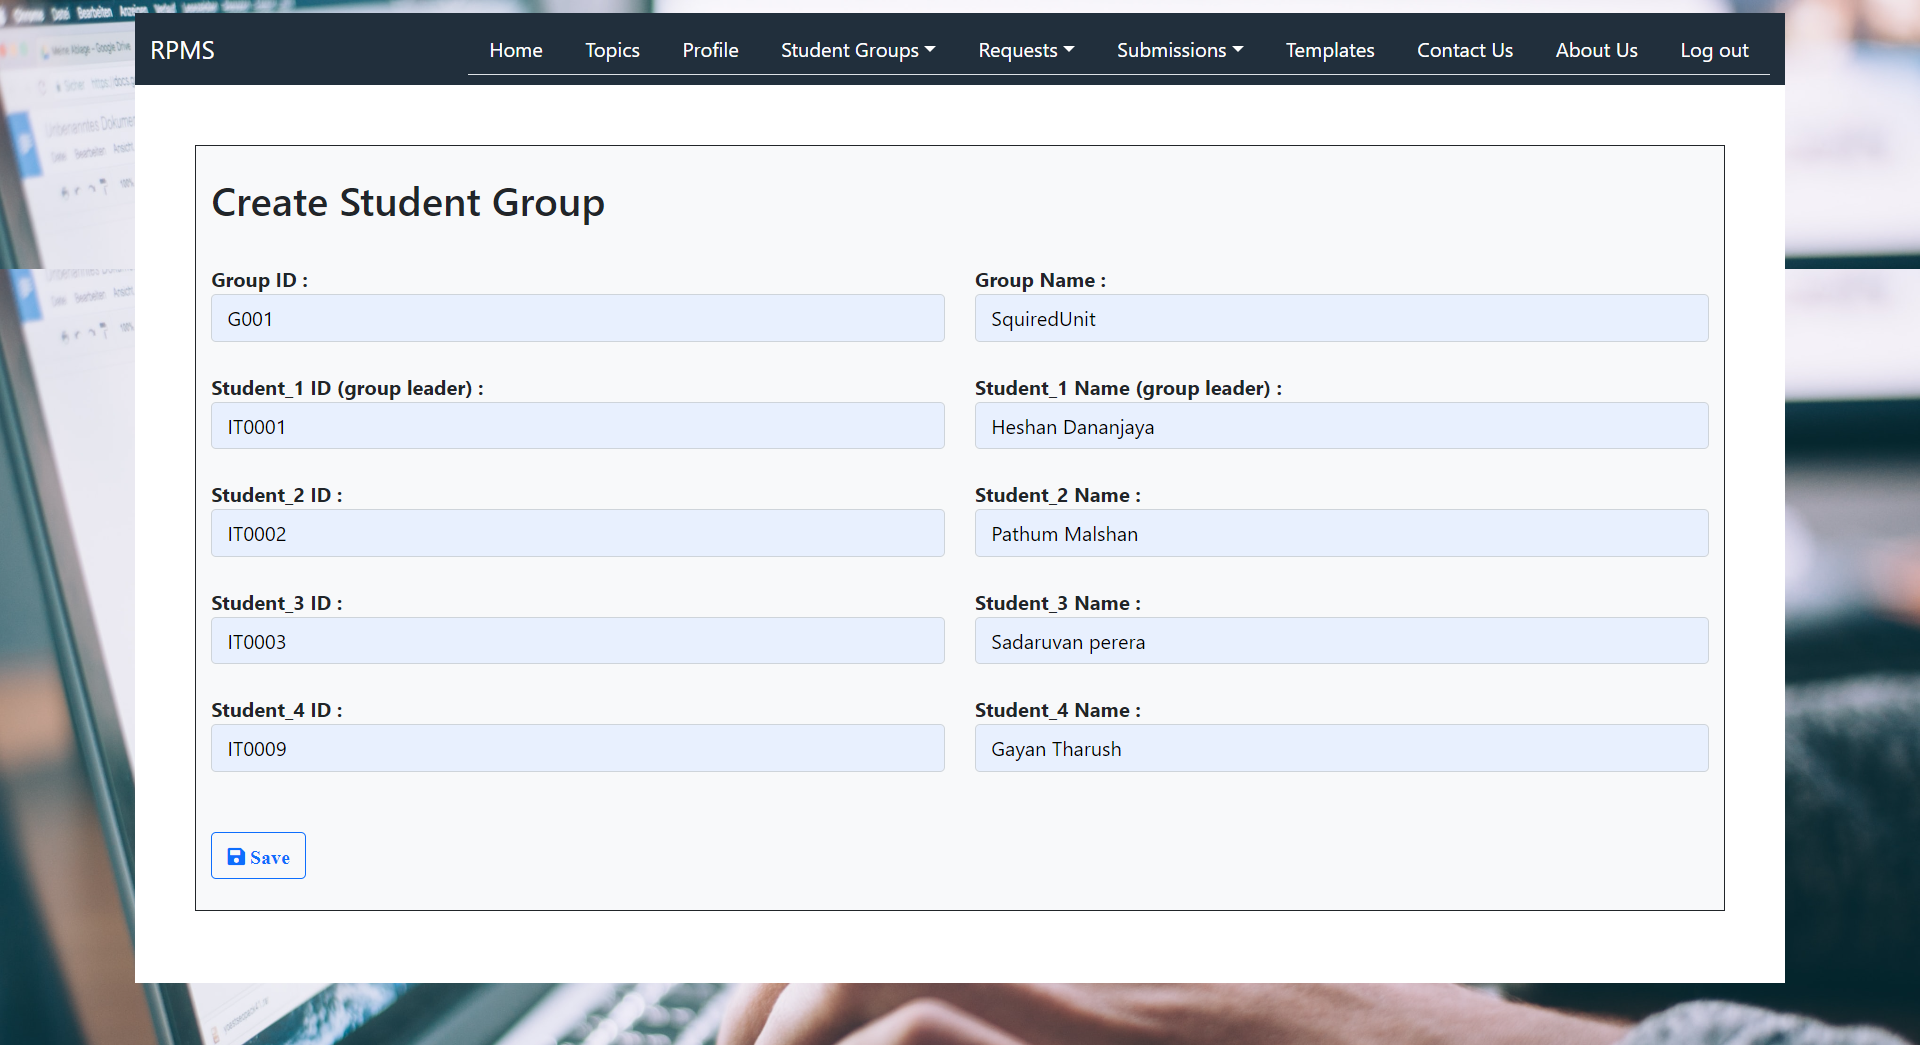 RPMS Home Topics Profile Student Groups Requests Submissions Templates Contact Us About Us Log out
Create Student Group
Group ID : Group Name :
G001 SquiredUnit
Student_1 ID (group leader) : Student_1 Name (group leader) :
IT0001 Heshan Dananjaya
Student_2 ID : Student_2 Name :
IT0002 Pathum Malshan
Student_3 ID : Student_3 Name :
IT0003 Sadaruvan perera
Student_4 ID : Student_4 Name :
IT0009 Gayan Tharush
Save